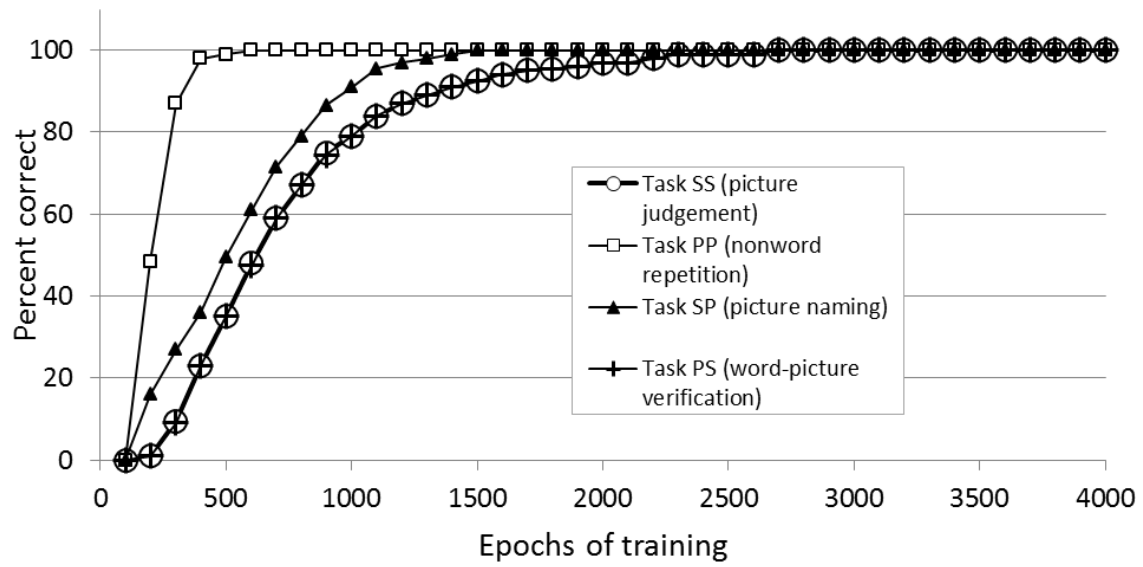 Percent correct
100
80
60
40
20
0
0 500 1000 1500 2000 2500 3000 3500 4000
Epochs of training
Task SS (picture
judgement)
Task PP (nonword
repetition)
Task SP (picture naming)
Task PS (word-picture
verification)